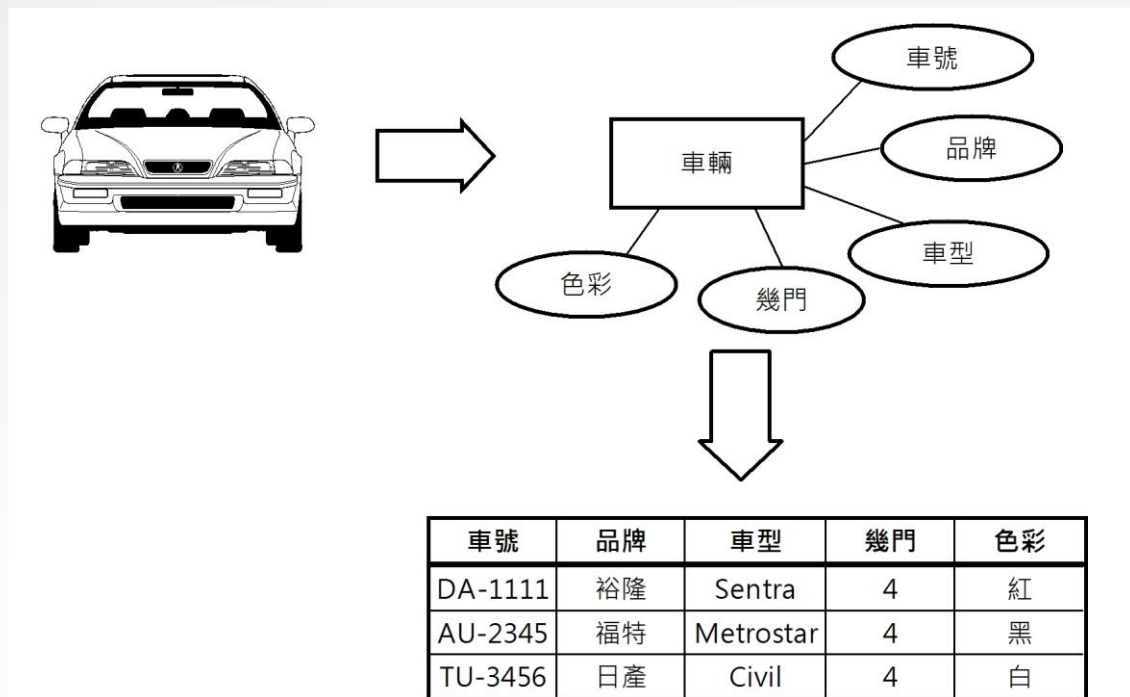 車號
品牌
車輛
車型
色彩
幾門
車號 品牌 車型 幾門 色彩
DA-1111 裕隆 Sentra 4 紅
AU-2345 福特 Metrostar 4 黑
TU-3456 日產 Civil 4 白